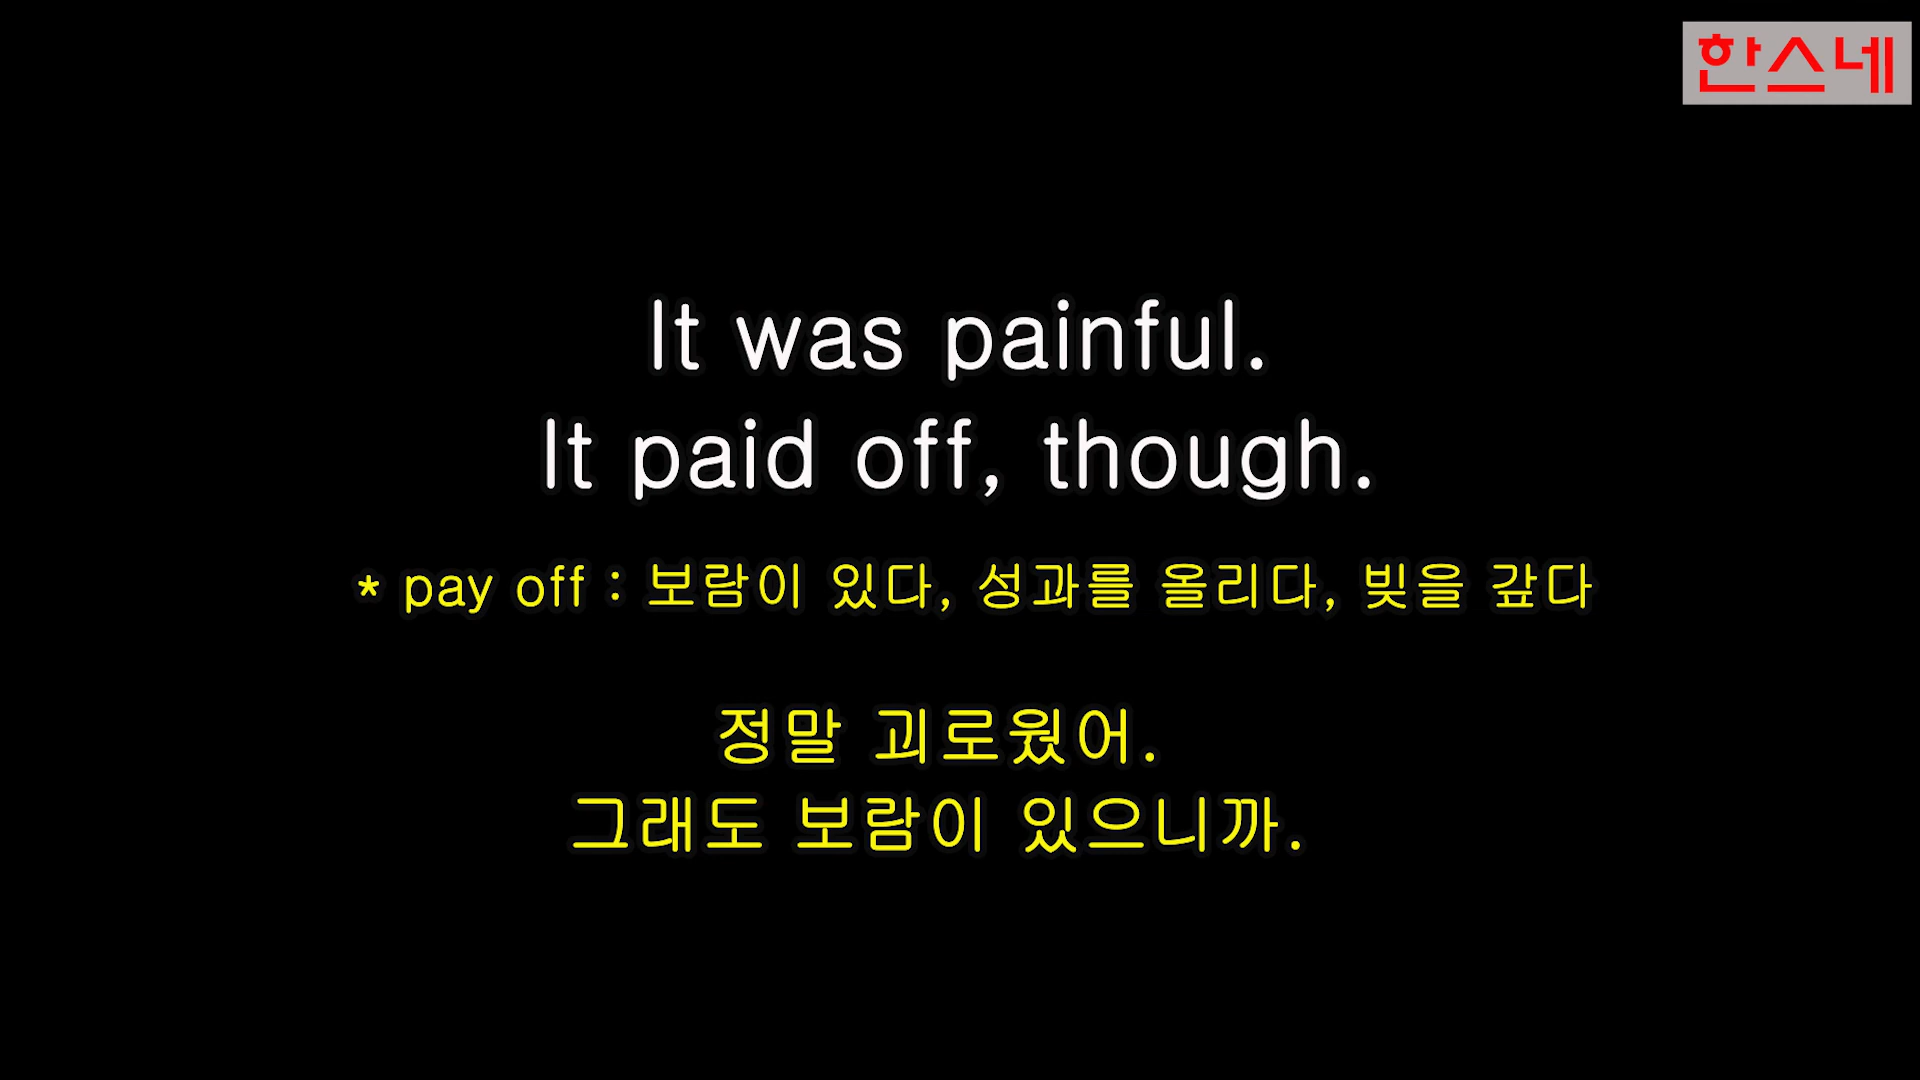 한스네
It was painful.
It paid off, though.
* pay off : 보람이 있다, 성과를 올리다, 빚을 갚다
정말 괴로웠어.
그래도 보람이 있으니까.